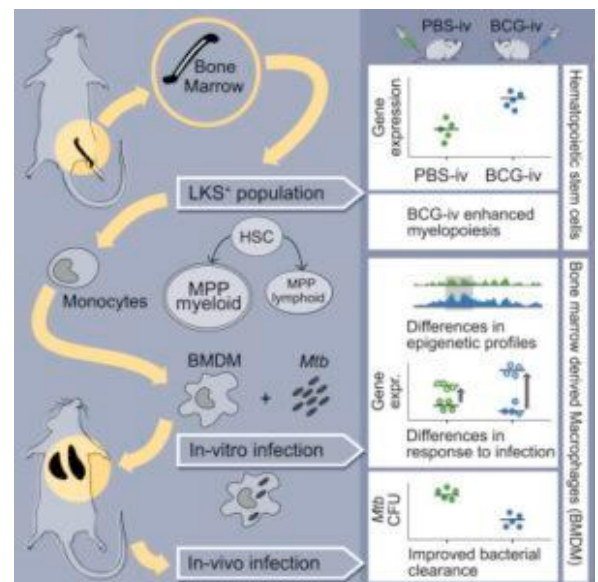 PBS-iv BCG-iv
Bone
Marrow
Gene
expression
PBS-iv BCG-iv
LKS⁺ population
BCG-iv enhanced
myelopoiesis
Hematopoietic stem cells
HSC
MPP
myeloid
MPP
lymphoid
Monocytes
Differences in
epigenetic profiles
BMDM
+
Mtb
Gene
expr.
Differences in
response to infection
In-vitro infection
Bone marrow derived Macrophages (BMDM)
Mtb
CFU
Improved bacterial
clearance
In-vivo infection